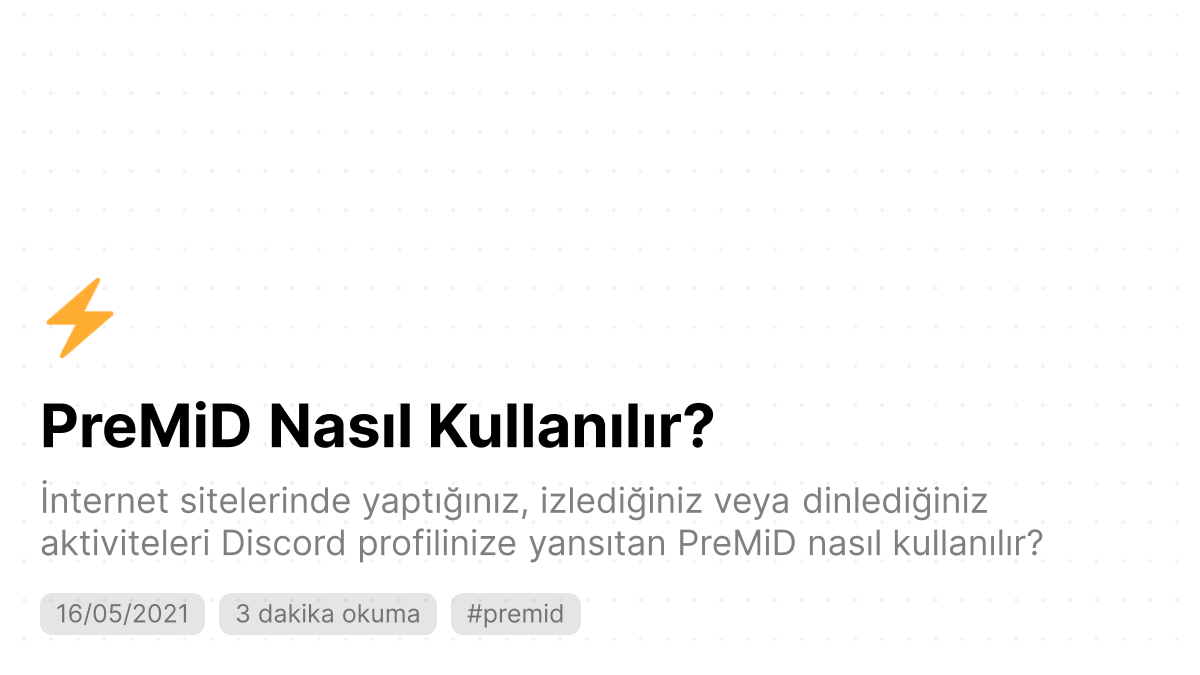 PreMiD Nasıl Kullanılır?
İnternet sitelerinde yaptığınız, izlediğiniz veya dinlediğiniz
aktiviteleri Discord profilinize yansıtan PreMiD nasıl kullanılır?
16/05/2021 3 dakika okuma #premid